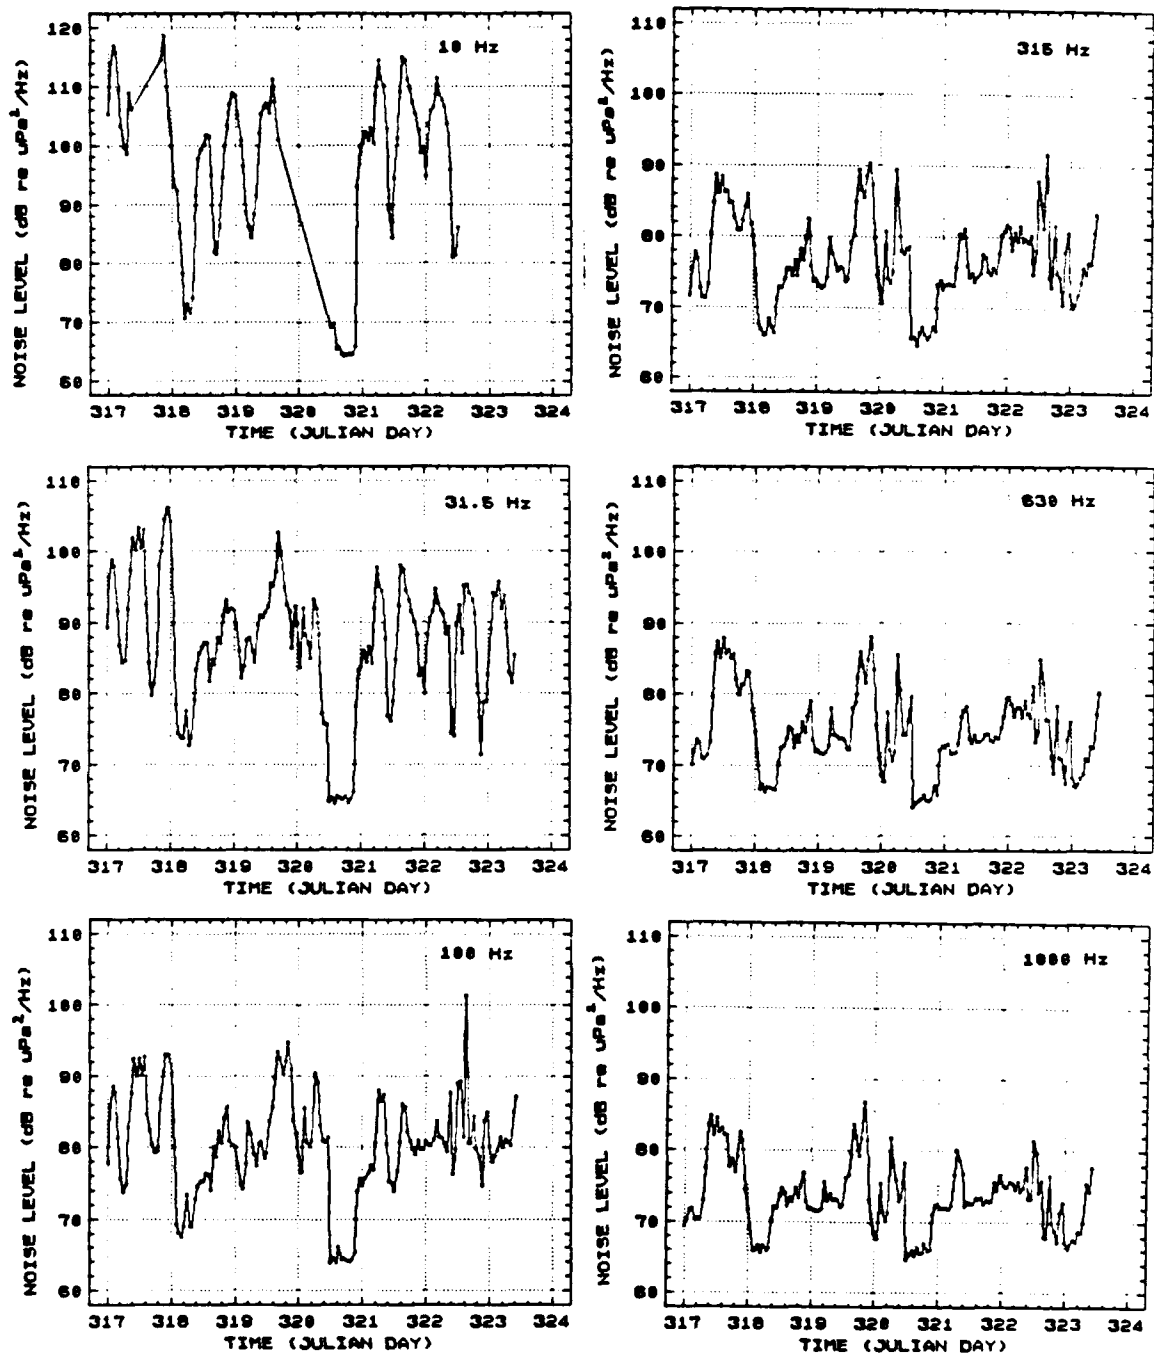 120
110
100
90
80
70
60
NOISE LEVEL (dB re uPa²/Hz)
10 Hz
317 318 319 320 321 322 323 324
TIME (JULIAN DAY)
110
100
90
80
70
60
NOISE LEVEL (dB re uPa²/Hz)
315 Hz
317 318 319 320 321 322 323 324
TIME (JULIAN DAY)
110
100
90
80
70
60
NOISE LEVEL (dB re uPa²/Hz)
31.5 Hz
317 318 319 320 321 322 323 324
TIME (JULIAN DAY)
110
100
90
80
70
60
NOISE LEVEL (dB re uPa²/Hz)
630 Hz
317 318 319 320 321 322 323 324
TIME (JULIAN DAY)
110
100
90
80
70
60
NOISE LEVEL (dB re uPa²/Hz)
100 Hz
317 318 319 320 321 322 323 324
TIME (JULIAN DAY)
110
100
90
80
70
60
NOISE LEVEL (dB re uPa²/Hz)
1000 Hz
317 318 319 320 321 322 323 324
TIME (JULIAN DAY)